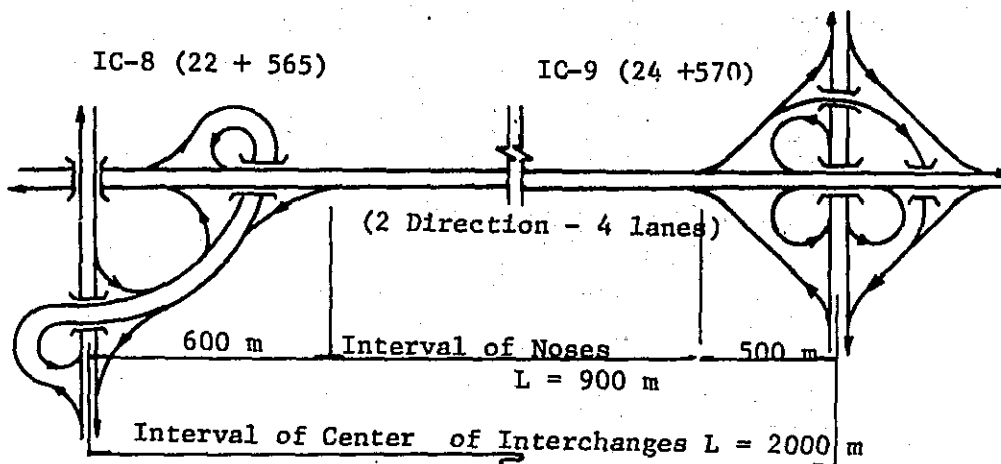 IC-8 (22 + 565)
IC-9 (24 +570)
(2 Direction - 4 lanes)
600 m
Interval of Noses
500 m
L = 900 m
Interval of Center of Interchanges L = 2000 m